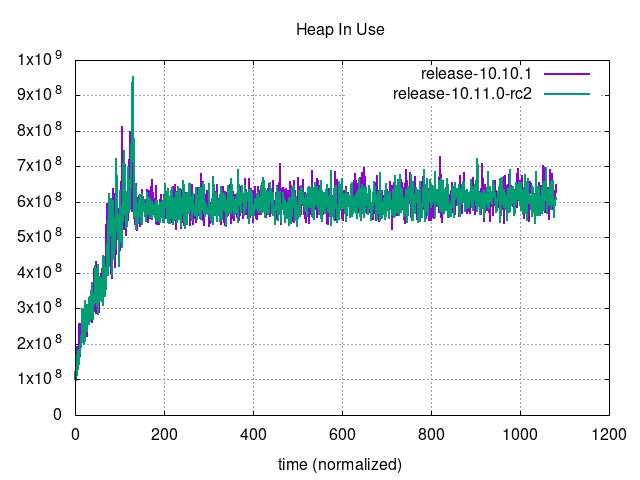 Heap In Use
release-10.10.1
release-10.11.0-rc2
1x10^9
9x10^8
8x10^8
7x10^8
6x10^8
5x10^8
4x10^8
3x10^8
2x10^8
1x10^8
0
0 200 400 600 800 1000 1200
time (normalized)